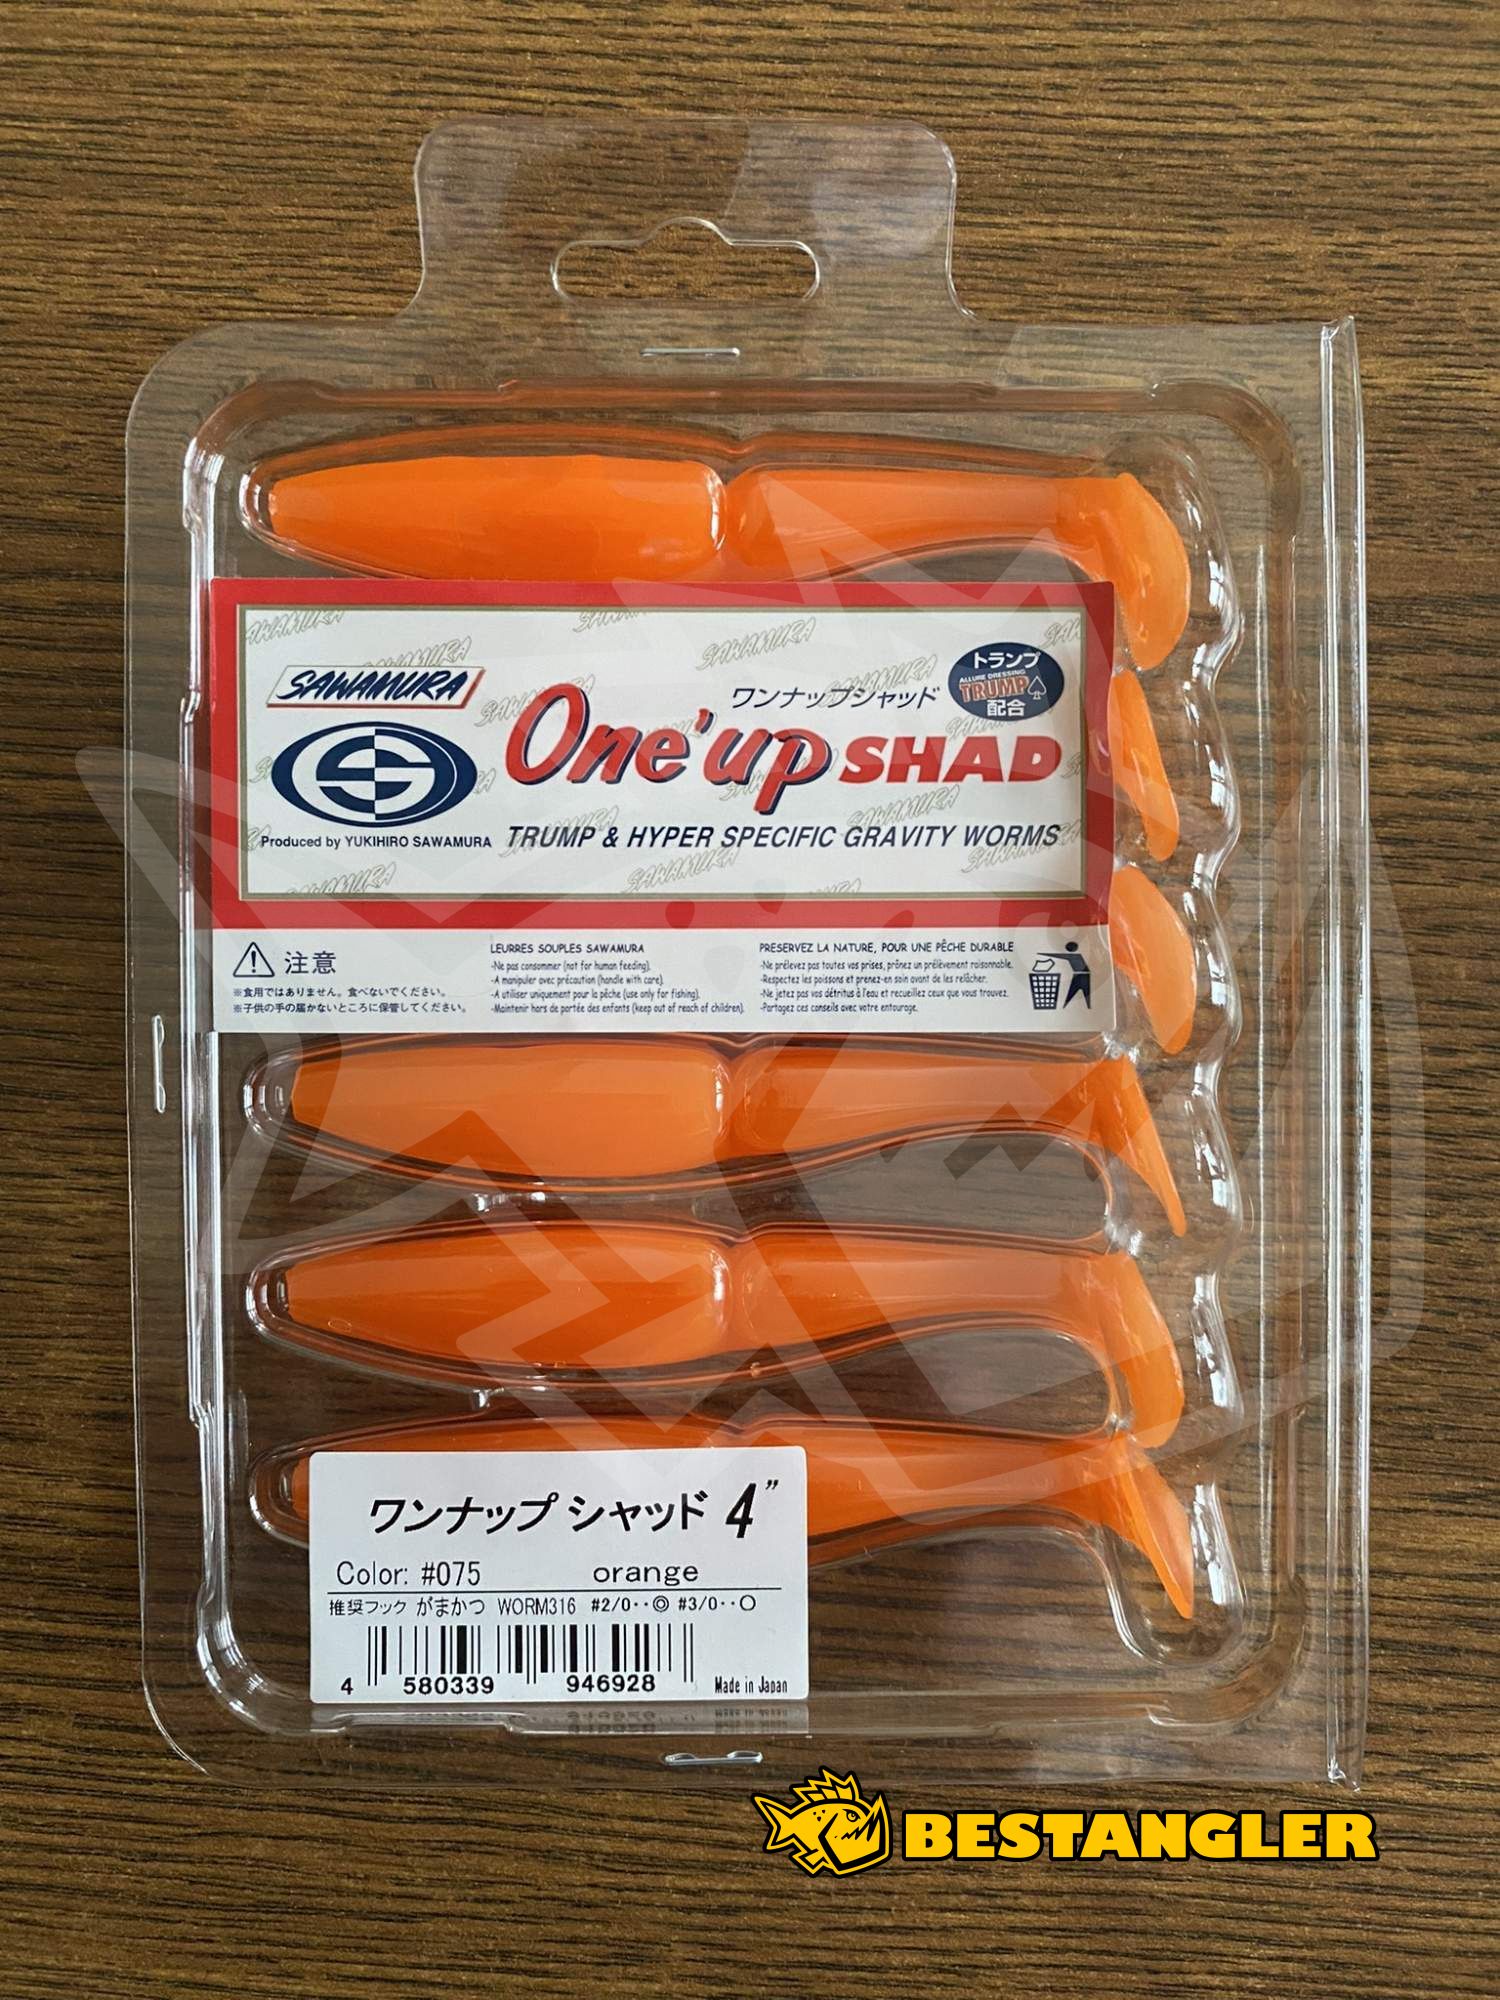 SAWAMURA
トランプ
ALLURE DRESSING
TRUMP
配合
ワンナップシャッド
One'up SHAD
Produced by YUKIHIRO SAWAMURA
TRUMP & HYPER SPECIFIC GRAVITY WORMS
注意
※食用ではありません。食べないでください。
※子供の手の届かないところに保管してください。
LEURRES SOUPLES SAWAMURA
-Ne pas consommer (not for human feeding).
-A manipuler avec précaution (handle with care).
-A utiliser uniquement pour la pêche (use only for fishing).
-Maintenir hors de portée des enfants (keep out of reach of children).
PRESERVEZ LA NATURE, POUR UNE PÊCHE DURABLE
-Ne prélevez pas toutes vos prises, prônez un prélèvement raisonnable.
-Respectez les poissons et prenez-en soin avant de les relâcher.
-Ne jetez pas vos détritus à l'eau et recueillez ceux que vous trouvez.
-Partagez ces conseils avec votre entourage.
ワンナップ シャッド 4”
Color: #075 orange
推奨フック がまかつ WORM316 #2/0‥◎ #3/0‥○
4 580339 946928
Made in Japan
BESTANGLER